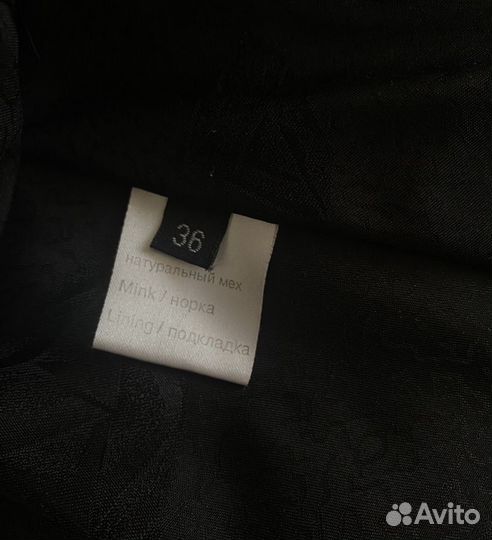 36
натуральный мех
Mink / норка
Lining / подкладка
Avito